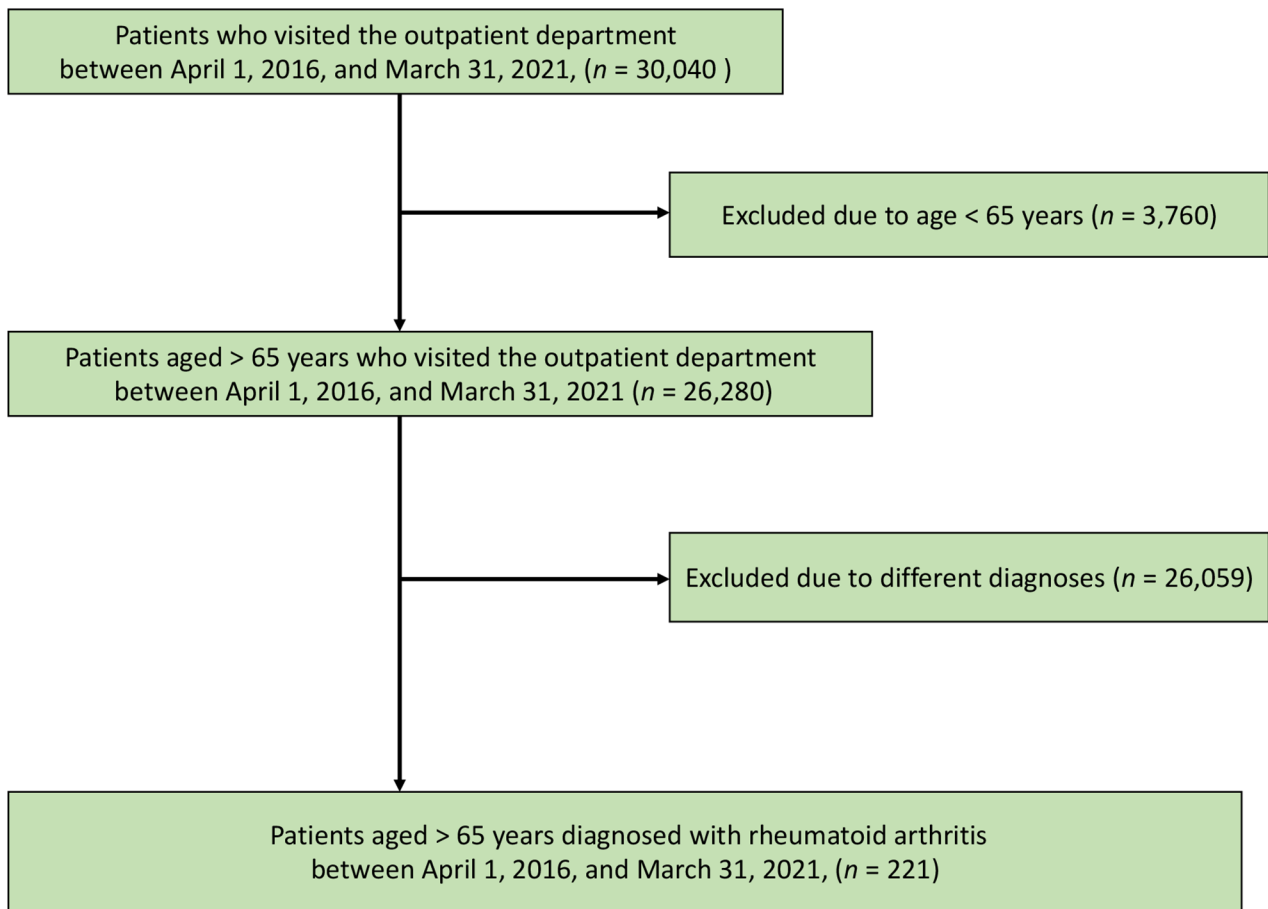 Patients who visited the outpatient department
between April 1, 2016, and March 31, 2021, (n = 30,040 )
Excluded due to age < 65 years (n = 3,760)
Patients aged > 65 years who visited the outpatient department
between April 1, 2016, and March 31, 2021 (n = 26,280)
Excluded due to different diagnoses (n = 26,059)
Patients aged > 65 years diagnosed with rheumatoid arthritis
between April 1, 2016, and March 31, 2021, (n = 221)